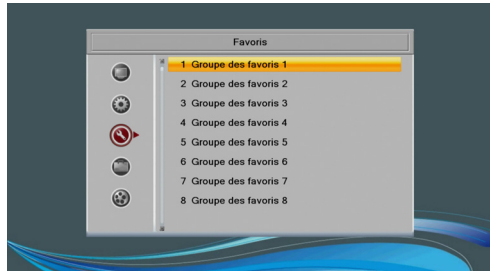 Favoris
1 Groupe des favoris 1
2 Groupe des favoris 2
3 Groupe des favoris 3
4 Groupe des favoris 4
5 Groupe des favoris 5
6 Groupe des favoris 6
7 Groupe des favoris 7
8 Groupe des favoris 8